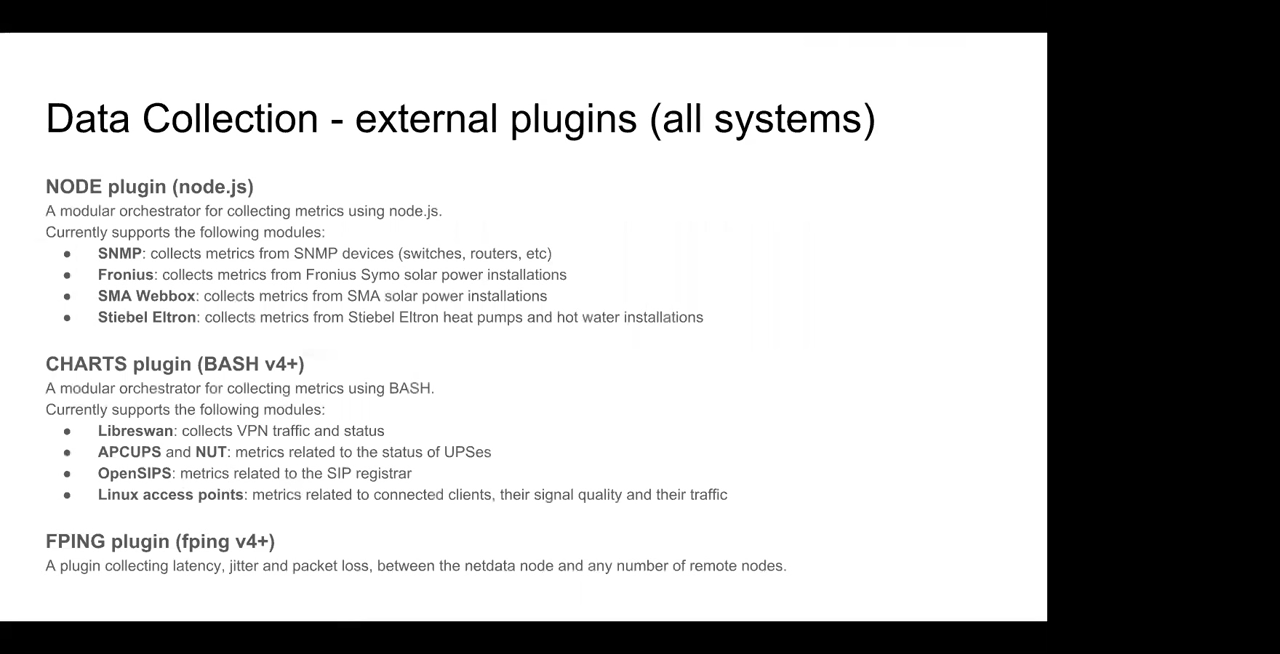 Data Collection - external plugins (all systems)
NODE plugin (node.js)
A modular orchestrator for collecting metrics using node.js.
Currently supports the following modules:
● SNMP: collects metrics from SNMP devices (switches, routers, etc)
● Fronius: collects metrics from Fronius Symo solar power installations
● SMA Webbox: collects metrics from SMA solar power installations
● Stiebel Eltron: collects metrics from Stiebel Eltron heat pumps and hot water installations
CHARTS plugin (BASH v4+)
A modular orchestrator for collecting metrics using BASH.
Currently supports the following modules:
● Libreswan: collects VPN traffic and status
● APCUPS and NUT: metrics related to the status of UPSes
● OpenSIPS: metrics related to the SIP registrar
● Linux access points: metrics related to connected clients, their signal quality and their traffic
FPING plugin (fping v4+)
A plugin collecting latency, jitter and packet loss, between the netdata node and any number of remote nodes.